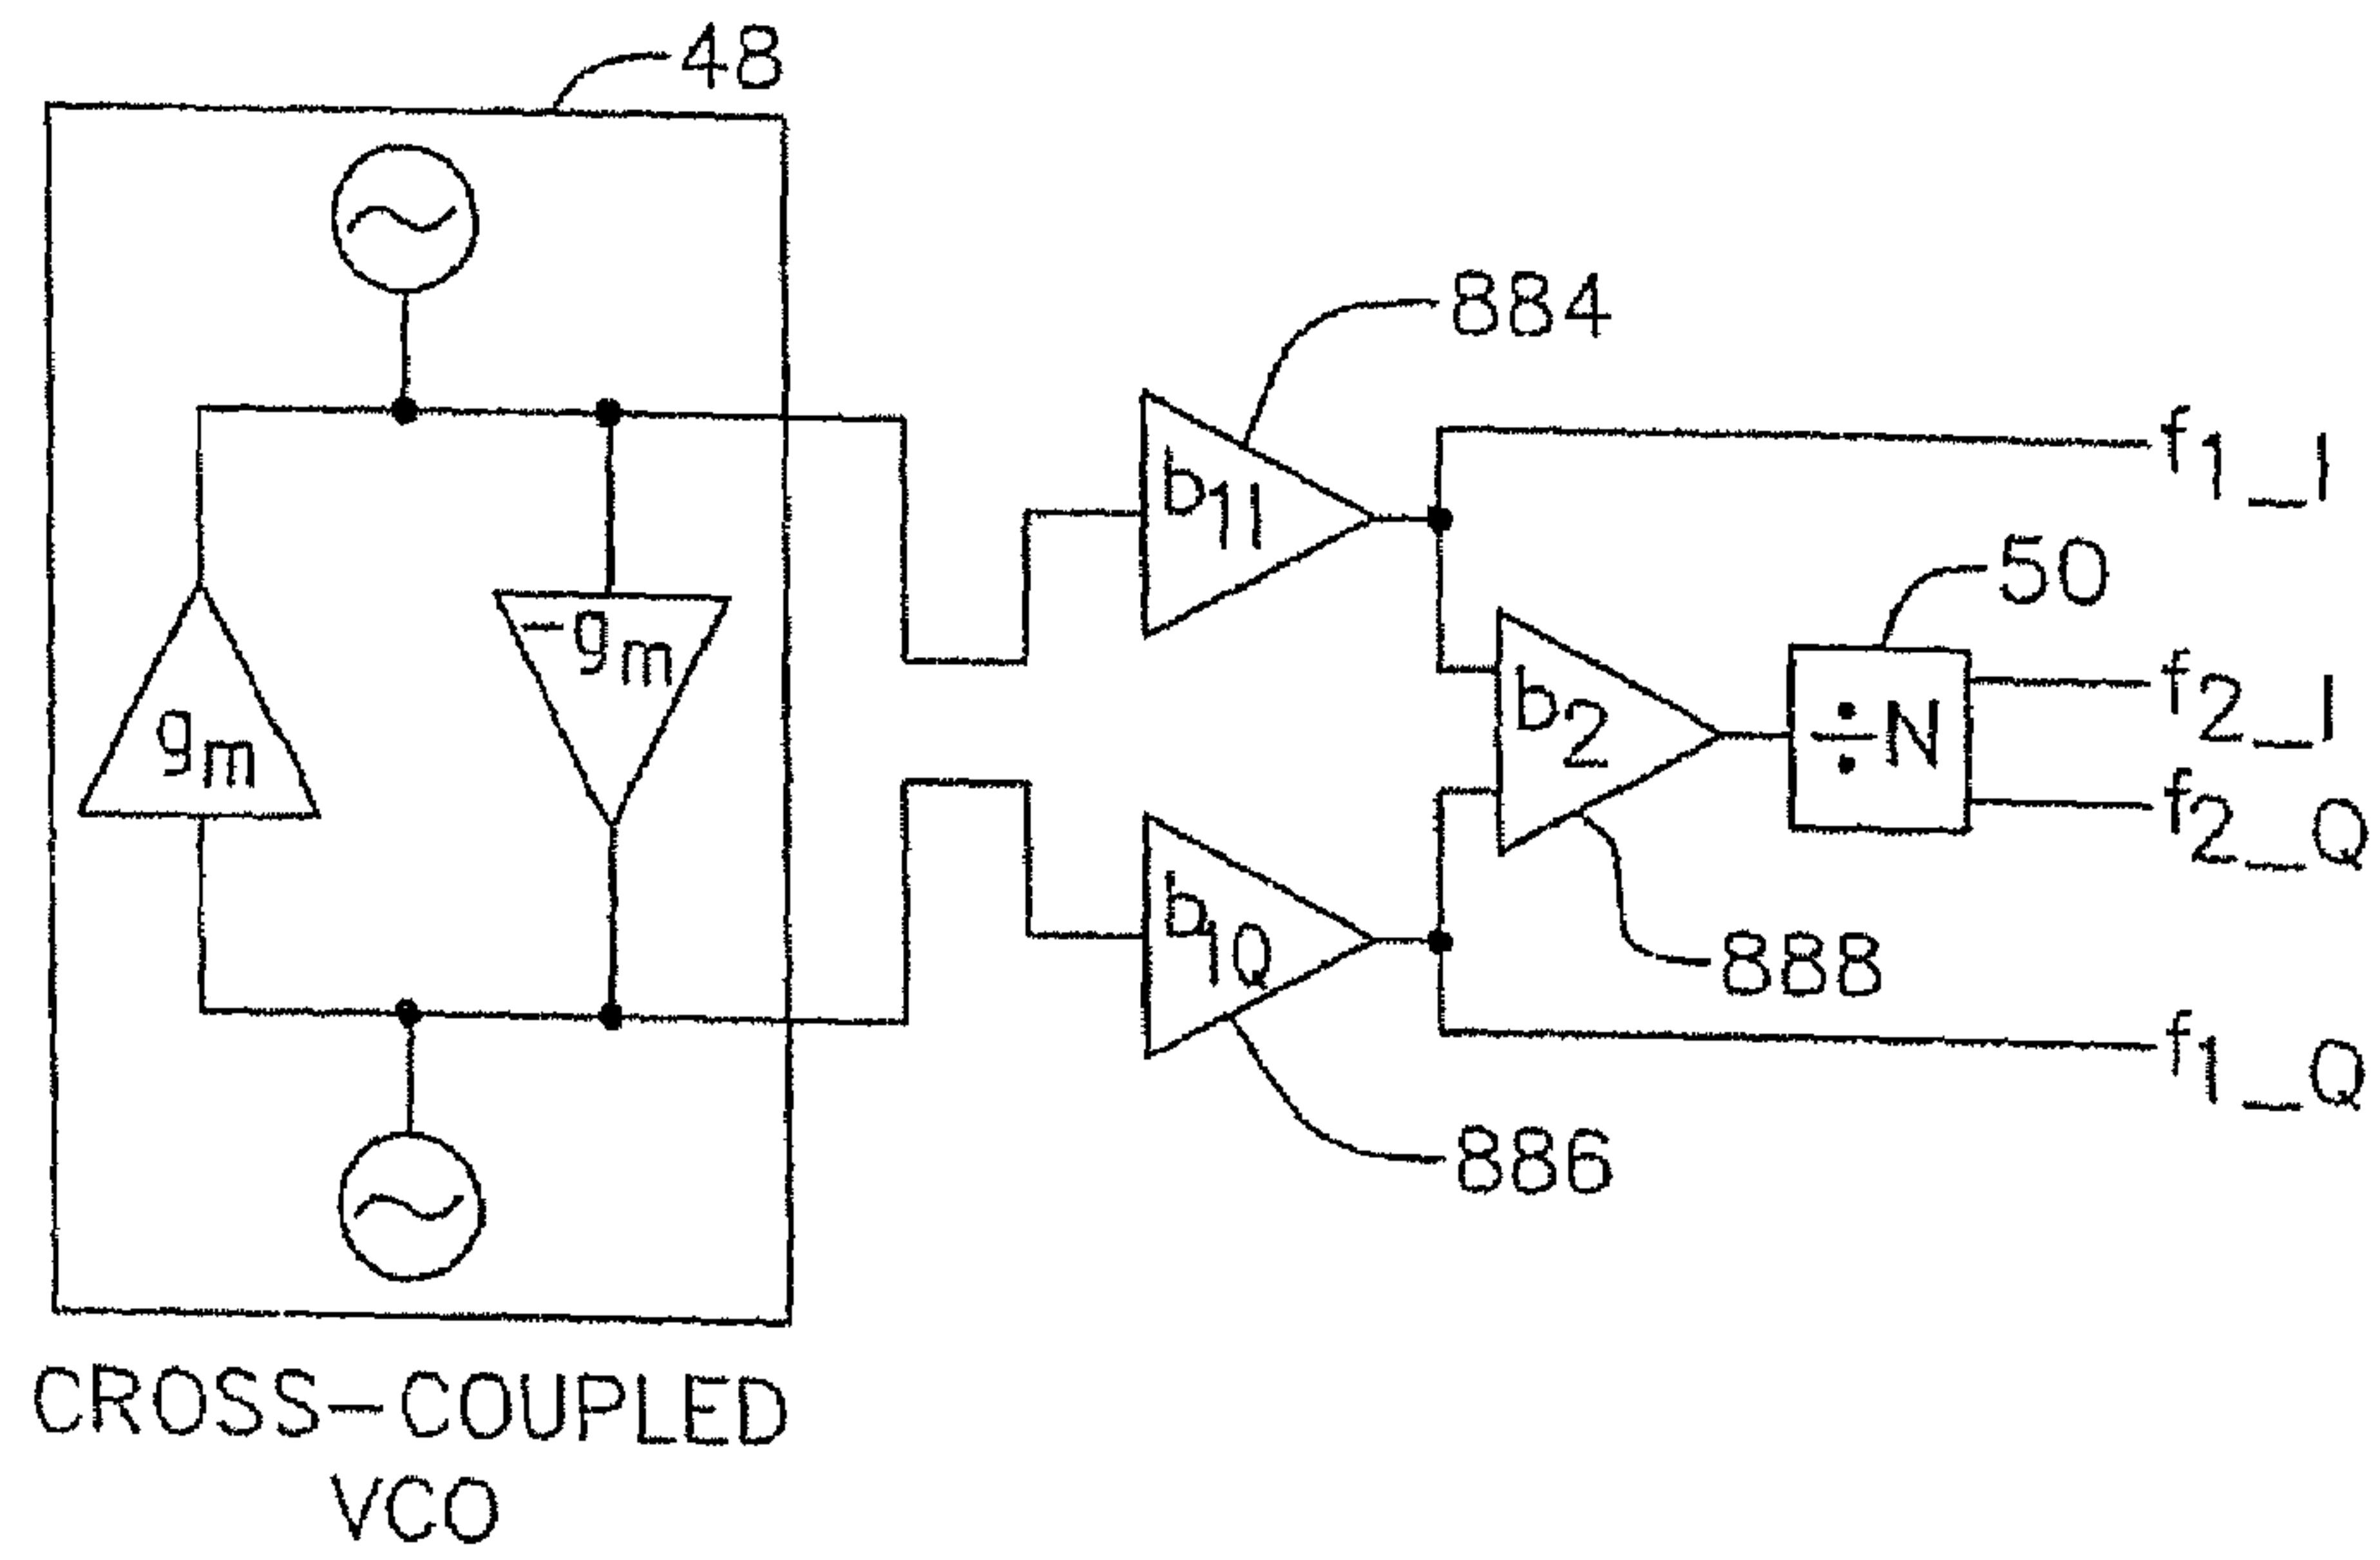 48
884
b1I
f1_I
50
-gm
gm
b2
÷N
f2_I
f2_Q
b1Q
888
f1_Q
886
CROSS-COUPLED
VCO